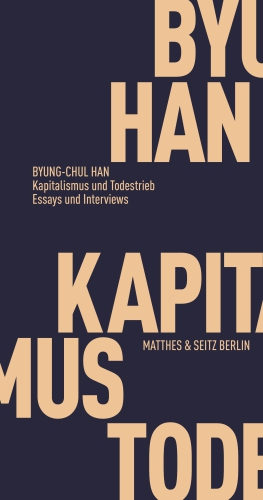 BYU
HAN
BYUNG-CHUL HAN
Kapitalismus und Todestrieb
Essays und Interviews
KAPITA
MATTHES & SEITZ BERLIN
MUS
TODE